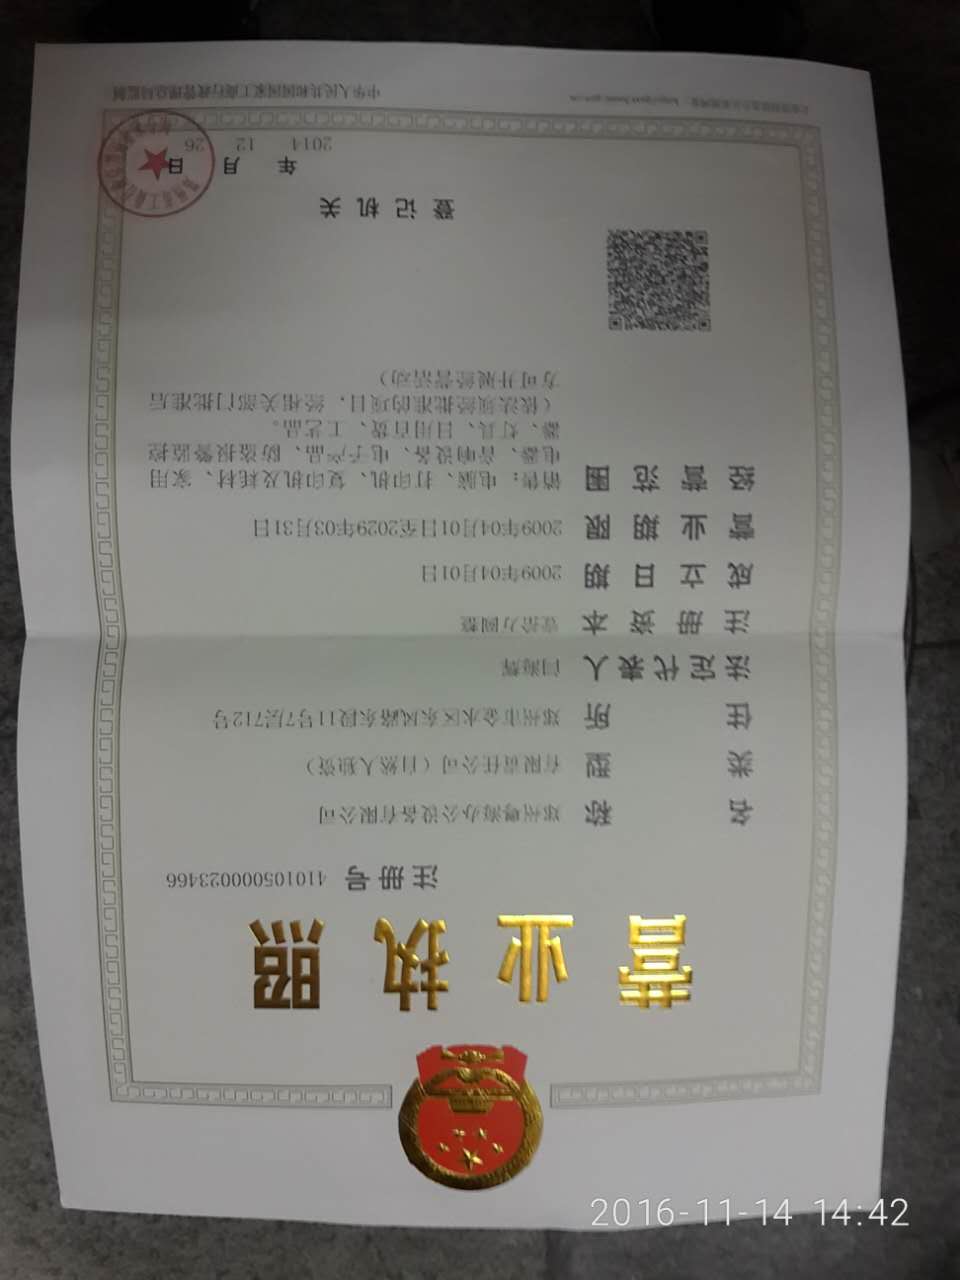 营业执照
注册号 410105000023466
名称 郑州粤海办公设备有限公司
类型 有限责任公司（自然人独资）
住所 郑州市金水区东风路东段11号7层712号
法定代表人 闫海辉
注册资本 壹拾万圆整
成立日期 2009年04月01日
营业期限 2009年04月01日至2029年03月31日
经营范围 销售：电脑、打印机、复印机及耗材、家用
电器、音响设备、电子产品、防盗报警监控
器、灯具、日用百货、工艺品。
（依法须经批准的项目，经相关部门批准后
方可开展经营活动）
登记机关
年 月 日
2014 12 26
中华人民共和国国家工商行政管理总局监制
2016-11-14 14:42